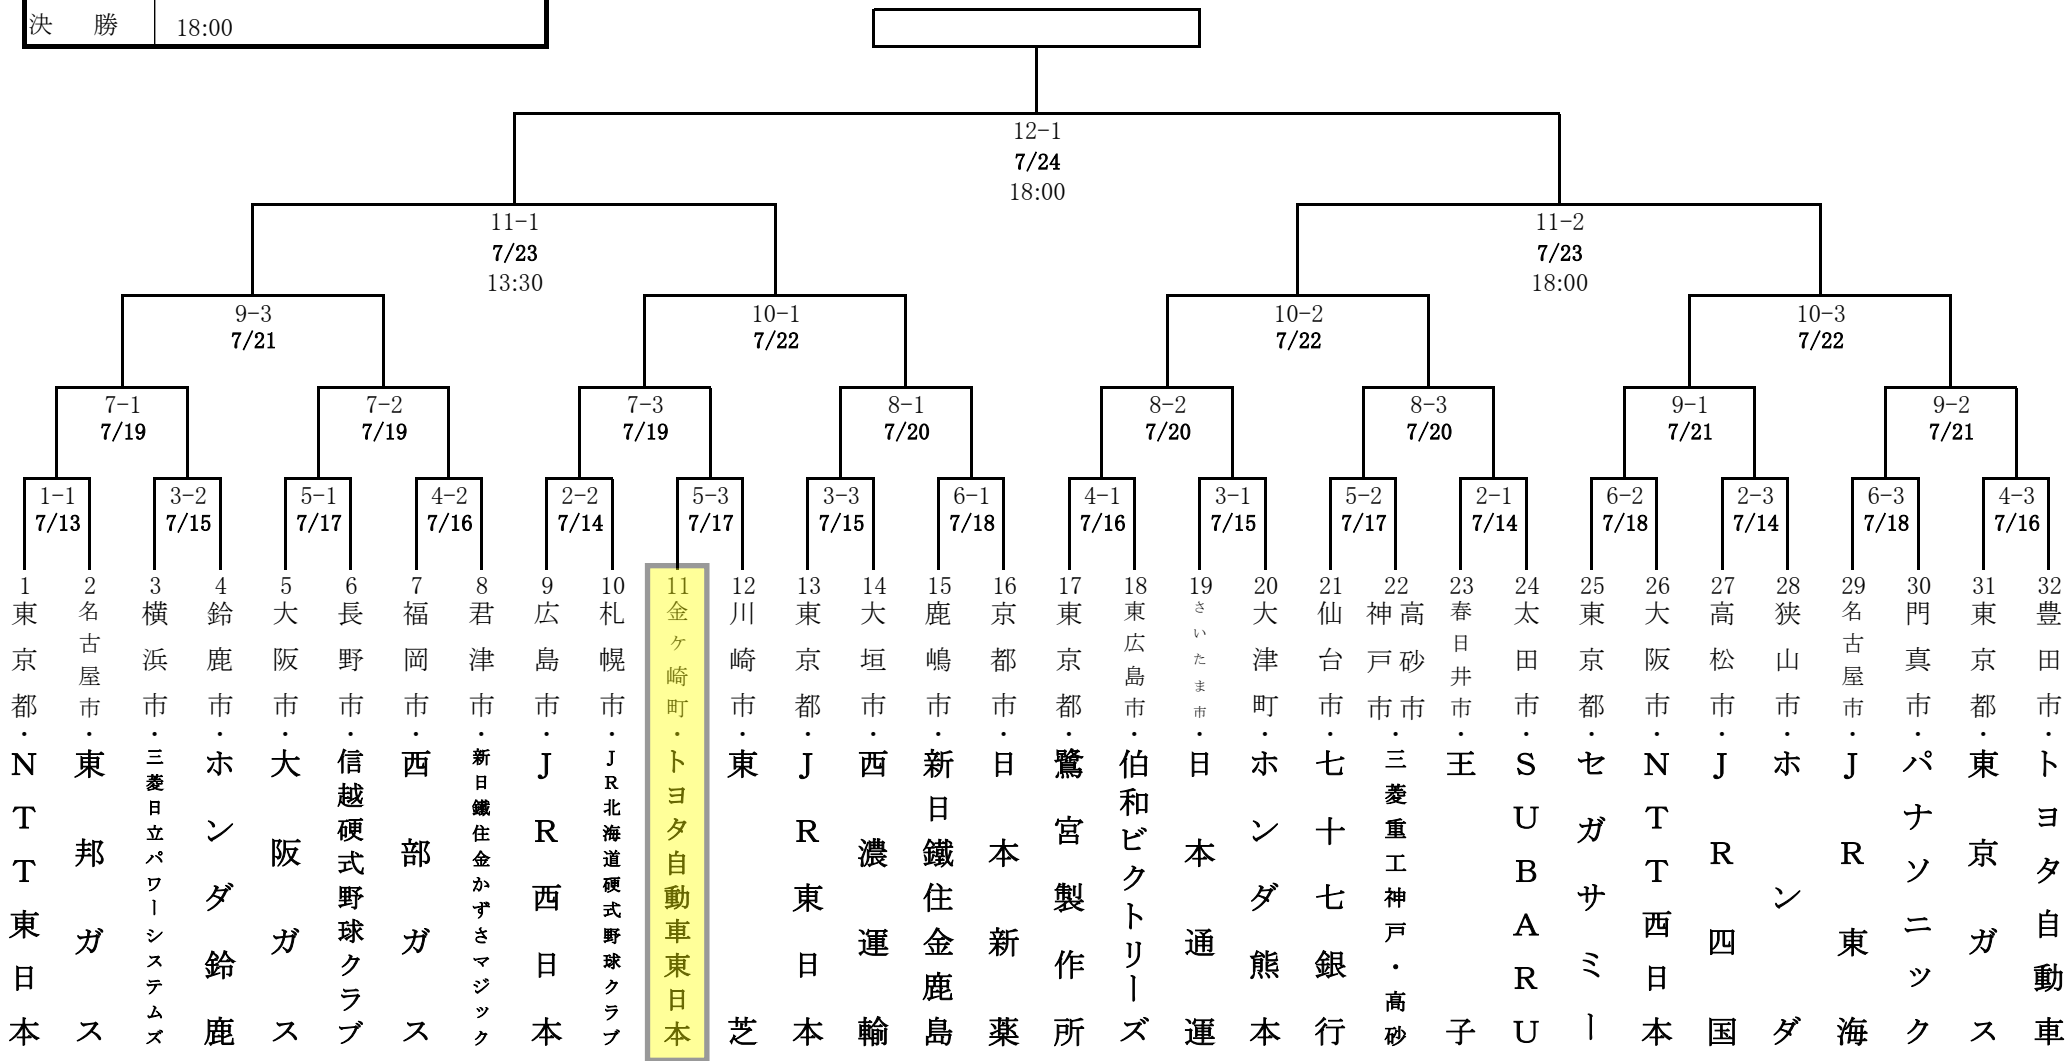 決 勝 18:00
12-1
7/24
18:00
11-1
7/23
13:30
11-2
7/23
18:00
9-3
7/21
10-1
7/22
10-2
7/22
10-3
7/22
7-1
7/19
7-2
7/19
7-3
7/19
8-1
7/20
8-2
7/20
8-3
7/20
9-1
7/21
9-2
7/21
1-1
7/13
3-2
7/15
5-1
7/17
4-2
7/16
2-2
7/14
5-3
7/17
3-3
7/15
6-1
7/18
4-1
7/16
3-1
7/15
5-2
7/17
2-1
7/14
6-2
7/18
2-3
7/14
6-3
7/18
4-3
7/16
1 東京都・NTT東日本
2 名古屋市・東邦ガス
3 横浜市・三菱日立パワーシステムズ
4 鈴鹿市・ホンダ鈴鹿
5 大阪市・大阪ガス
6 長野市・信越硬式野球クラブ
7 福岡市・西部ガス
8 君津市・新日鐵住金かずさマジック
9 広島市・JR西日本
10 札幌市・JR北海道硬式野球クラブ
11 金ケ崎町・トヨタ自動車東日本
12 川崎市・東芝
13 東京都・JR東日本
14 大垣市・西濃運輸
15 鹿嶋市・新日鐵住金鹿島
16 京都市・日本新薬
17 東京都・鷺宮製作所
18 東広島市・伯和ビクトリーズ
19 さいたま市・日本通運
20 大津町・ホンダ熊本
21 仙台市・七十七銀行
22 神戸市 高砂市・三菱重工神戸・高砂
23 春日井市・王子
24 太田市・SUBARU
25 東京都・セガサミー
26 大阪市・NTT西日本
27 高松市・JR四国
28 狭山市・ホンダ
29 名古屋市・JR東海
30 門真市・パナソニック
31 東京都・東京ガス
32 豊田市・トヨタ自動車